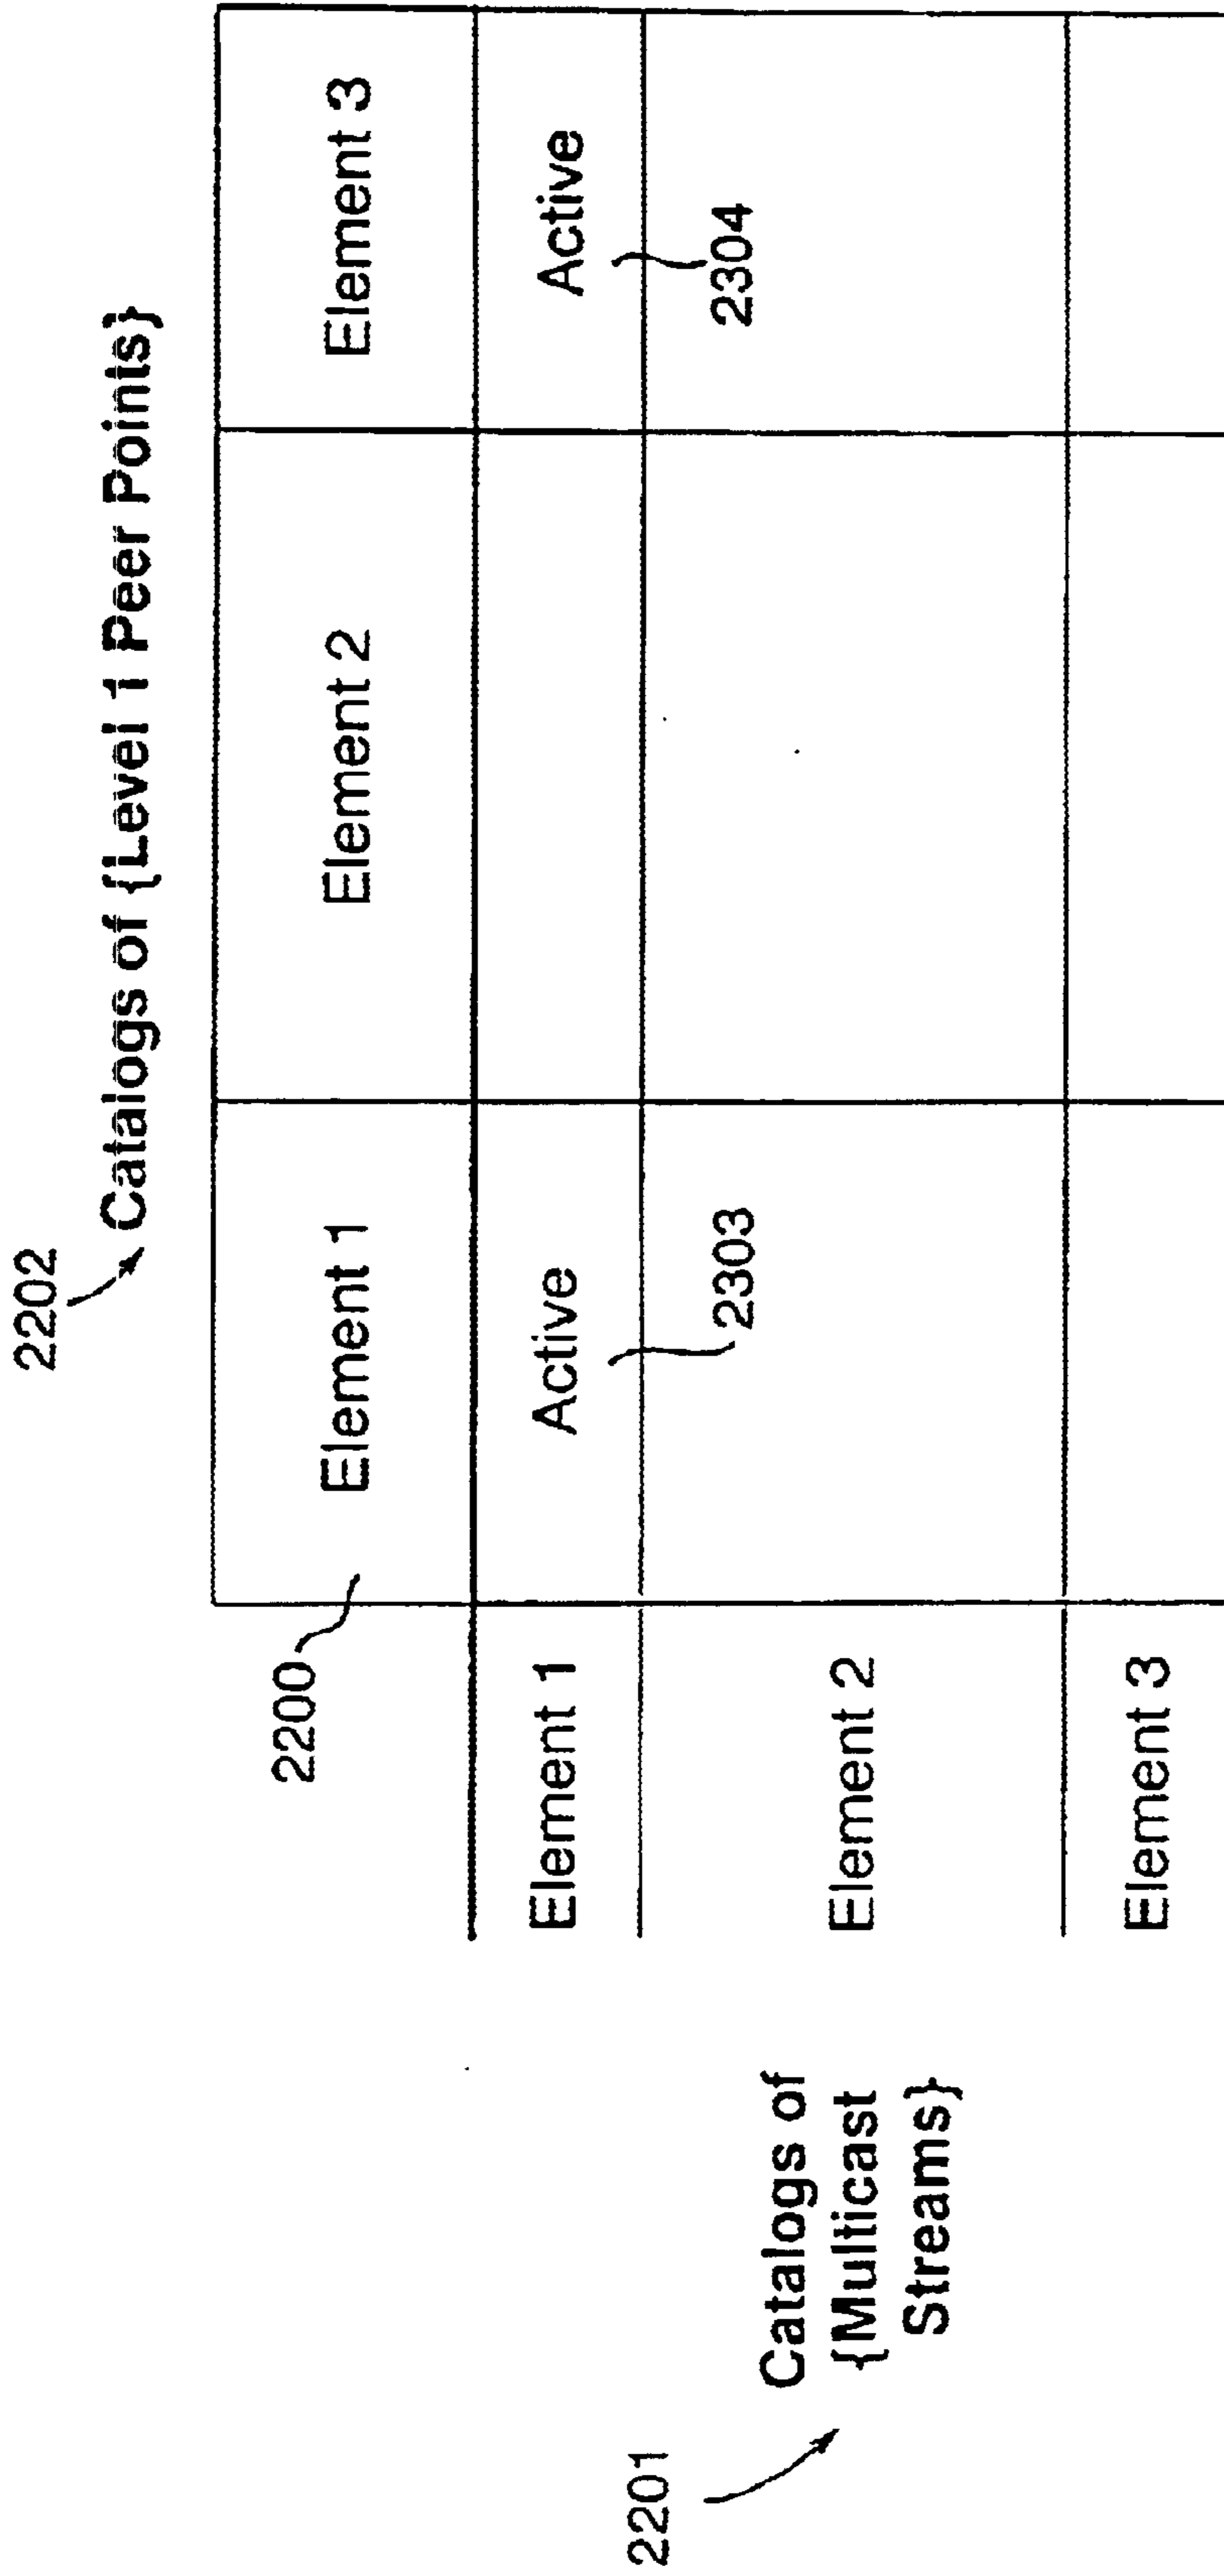 2202
Catalogs of {Level 1 Peer Points}
2200
Element 1
Element 2
Element 3
Element 1
Active
Active
2303
2304
2201
Catalogs of
{Multicast
Streams}
Element 2
Element 3